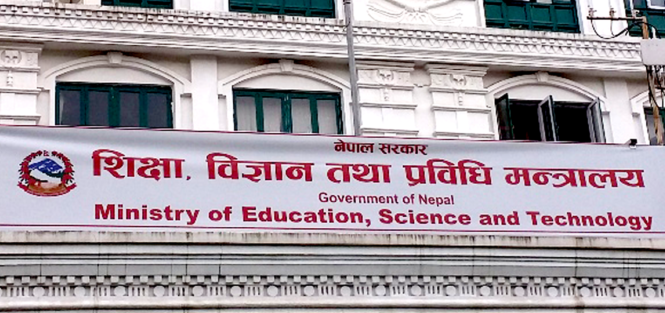 नेपाल सरकार
शिक्षा, विज्ञान तथा प्रविधि मन्त्रालय
Government of Nepal
Ministry of Education, Science and Technology